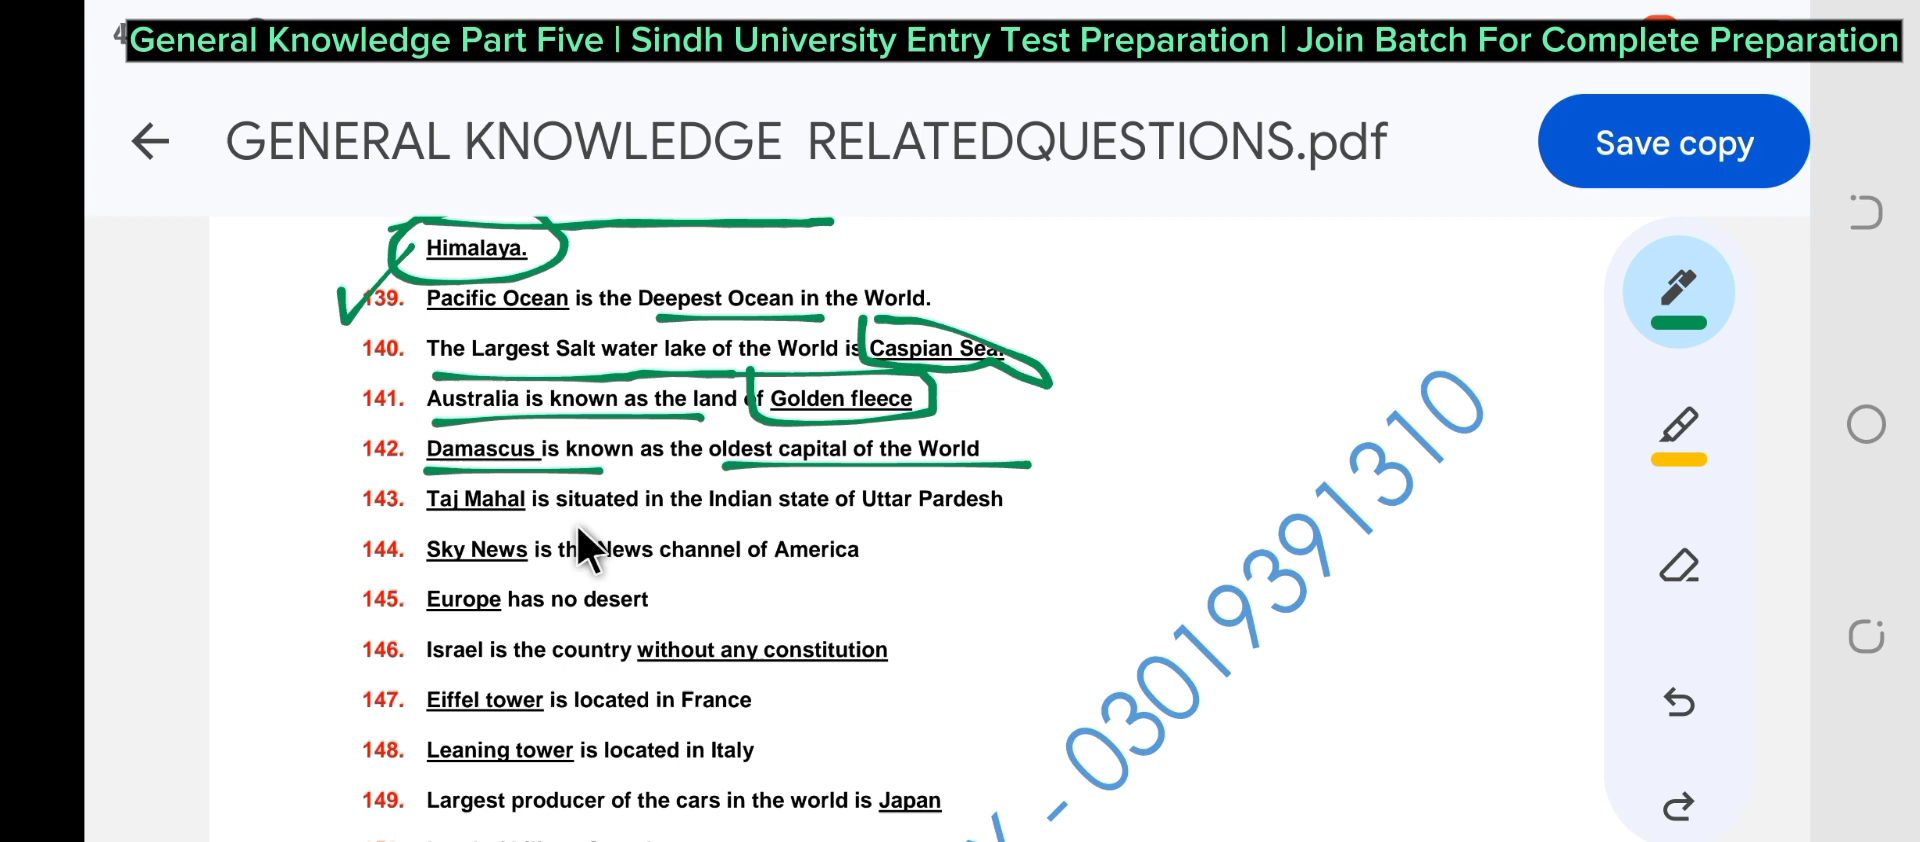 General Knowledge Part Five | Sindh University Entry Test Preparation | Join Batch For Complete Preparation
GENERAL KNOWLEDGE RELATEDQUESTIONS.pdf
Save copy
Himalaya.
139. Pacific Ocean is the Deepest Ocean in the World.
140. The Largest Salt water lake of the World is Caspian Sea.
141. Australia is known as the land of Golden fleece
142. Damascus is known as the oldest capital of the World
143. Taj Mahal is situated in the Indian state of Uttar Pardesh
144. Sky News is the News channel of America
145. Europe has no desert
146. Israel is the country without any constitution
147. Eiffel tower is located in France
148. Leaning tower is located in Italy
149. Largest producer of the cars in the world is Japan
- 03019391310